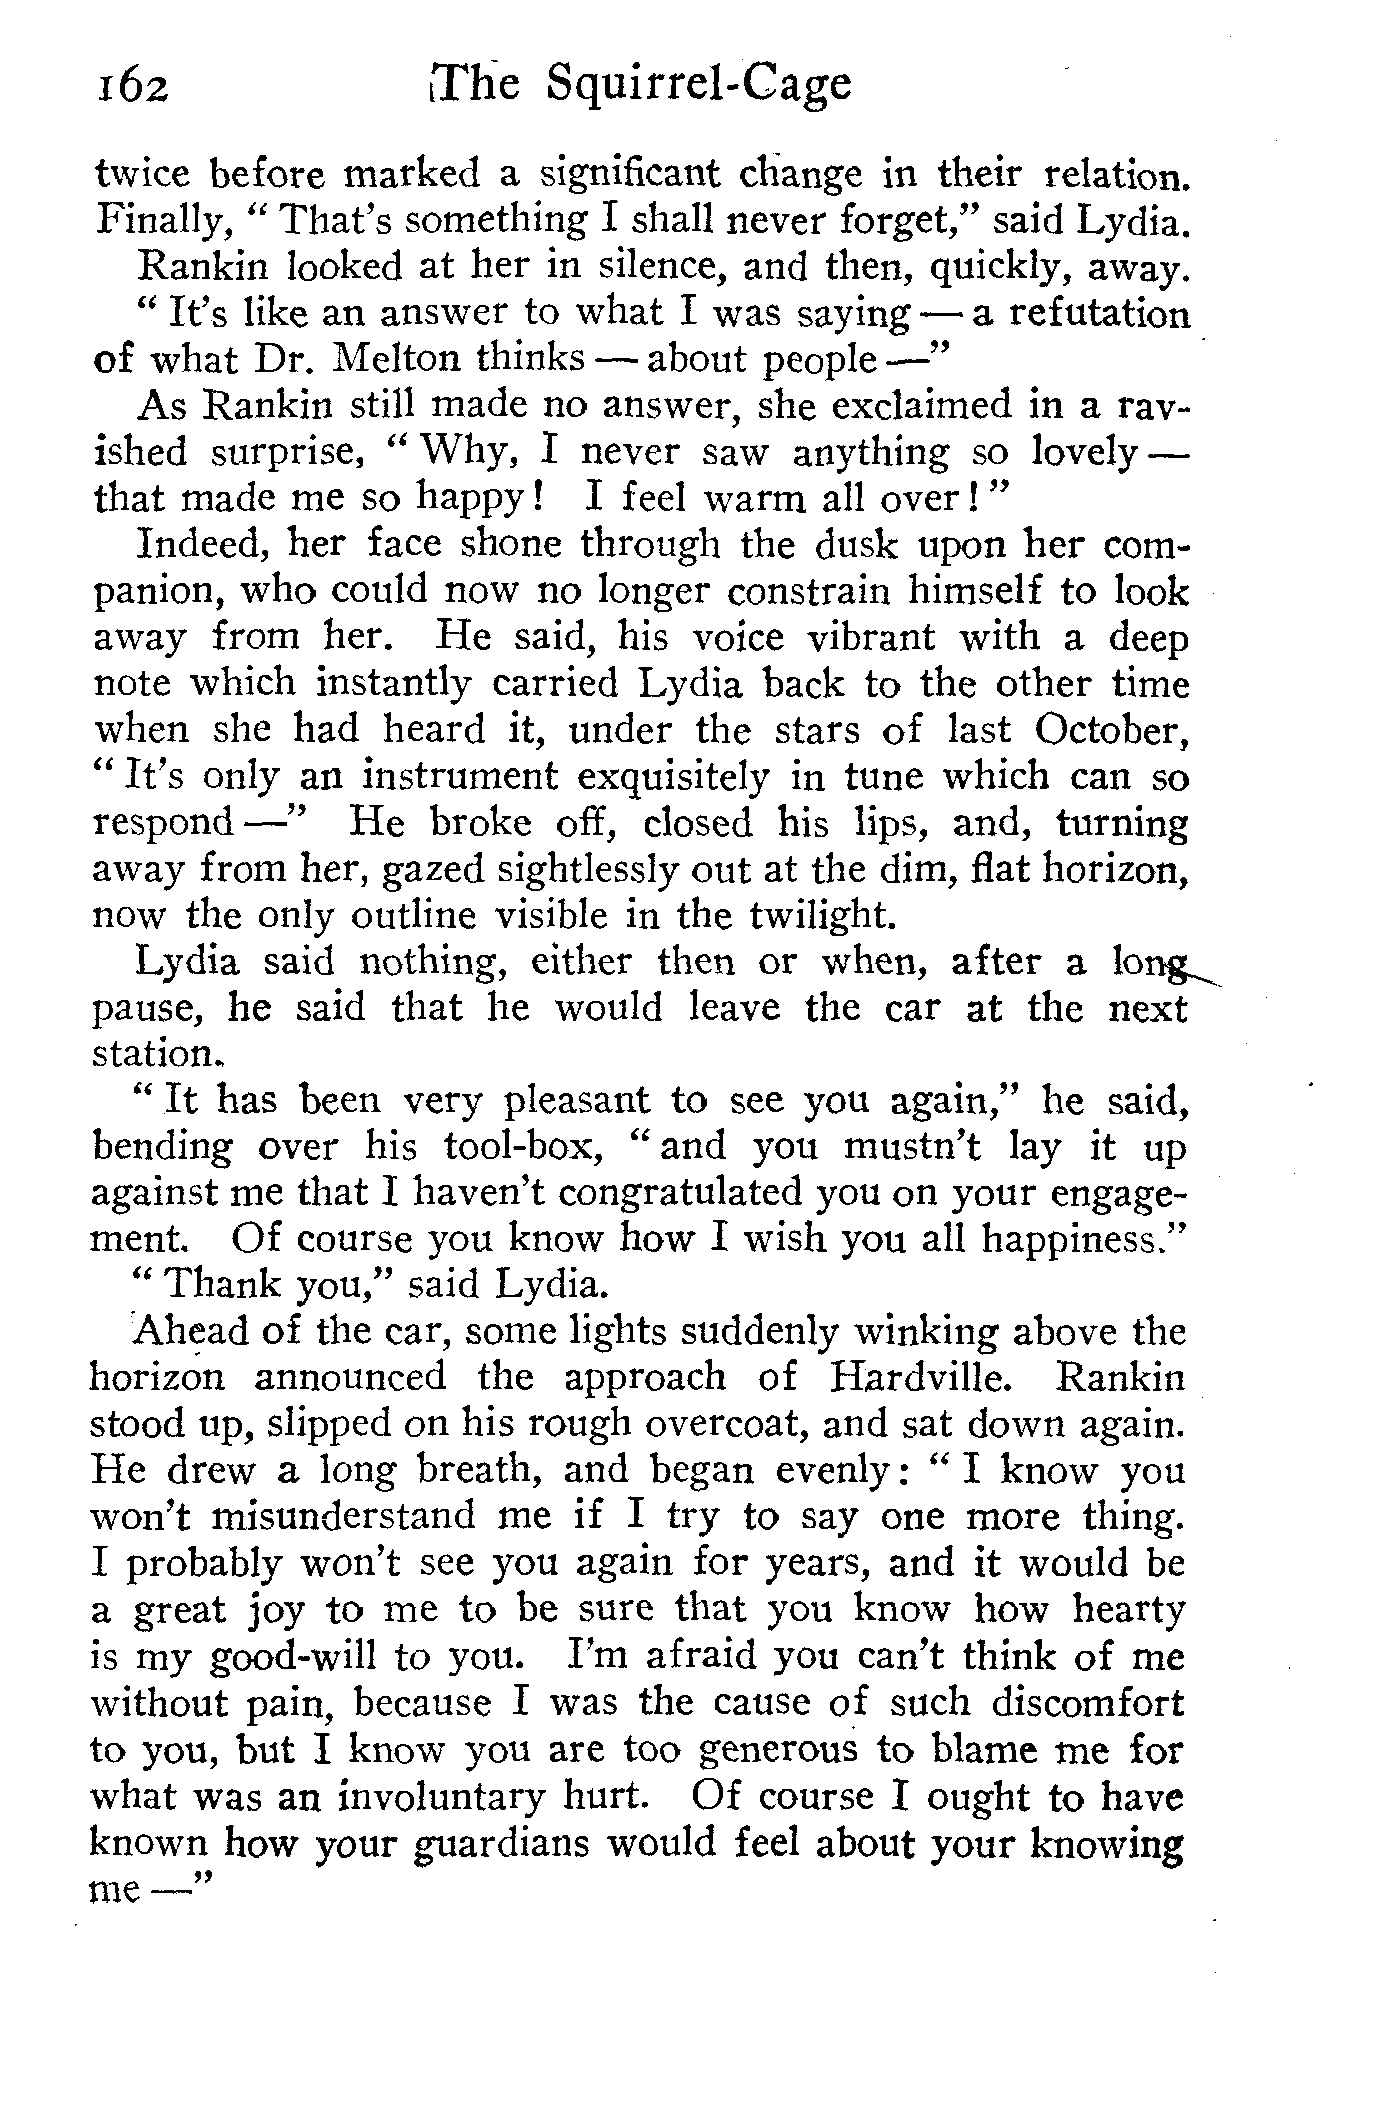 162 The Squirrel-Cage
twice before marked a significant change in their relation.
Finally, “ That’s something I shall never forget,” said Lydia.
Rankin looked at her in silence, and then, quickly, away.
“ It’s like an answer to what I was saying — a refutation
of what Dr. Melton thinks — about people —”
As Rankin still made no answer, she exclaimed in a rav-
ished surprise, “ Why, I never saw anything so lovely —
that made me so happy! I feel warm all over! ”
Indeed, her face shone through the dusk upon her com-
panion, who could now no longer constrain himself to look
away from her. He said, his voice vibrant with a deep
note which instantly carried Lydia back to the other time
when she had heard it, under the stars of last October,
“ It’s only an instrument exquisitely in tune which can so
respond —” He broke off, closed his lips, and, turning
away from her, gazed sightlessly out at the dim, flat horizon,
now the only outline visible in the twilight.
Lydia said nothing, either then or when, after a long
pause, he said that he would leave the car at the next
station.
“ It has been very pleasant to see you again,” he said,
bending over his tool-box, “ and you mustn’t lay it up
against me that I haven’t congratulated you on your engage-
ment. Of course you know how I wish you all happiness.”
“ Thank you,” said Lydia.
Ahead of the car, some lights suddenly winking above the
horizon announced the approach of Hardville. Rankin
stood up, slipped on his rough overcoat, and sat down again.
He drew a long breath, and began evenly: “ I know you
won’t misunderstand me if I try to say one more thing.
I probably won’t see you again for years, and it would be
a great joy to me to be sure that you know how hearty
is my good-will to you. I’m afraid you can’t think of me
without pain, because I was the cause of such discomfort
to you, but I know you are too generous to blame me for
what was an involuntary hurt. Of course I ought to have
known how your guardians would feel about your knowing
me —”